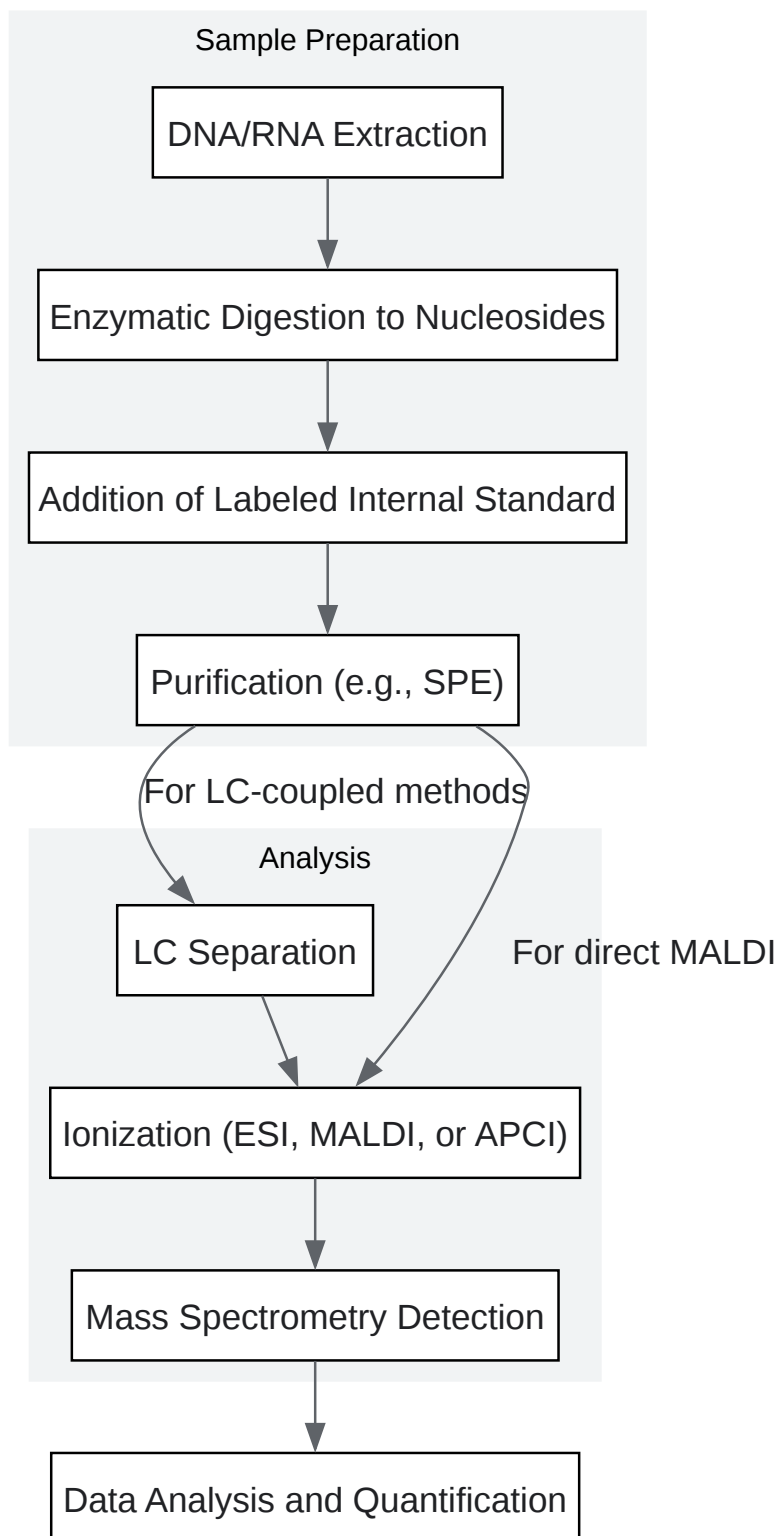 Sample Preparation
DNA/RNA Extraction
Enzymatic Digestion to Nucleosides
Addition of Labeled Internal Standard
Purification (e.g., SPE)
For LC-coupled methods
Analysis
LC Separation
For direct MALDI
Ionization (ESI, MALDI, or APCI)
Mass Spectrometry Detection
Data Analysis and Quantification